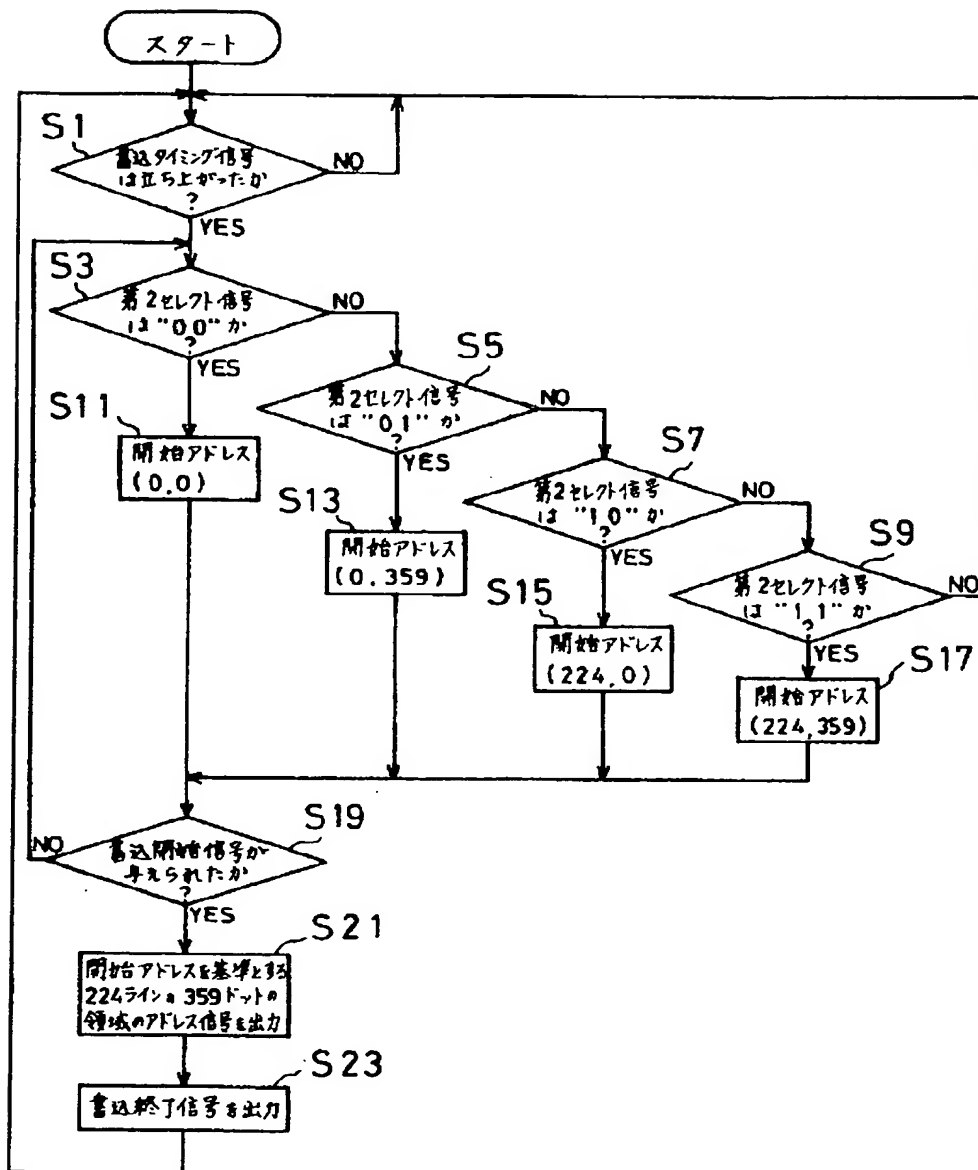 スタート
S1
書込タイミング信号
は立ち上がったか
?
NO
YES
S3
第2セレクト信号
は"0,0"か
?
NO
YES
S5
第2セレクト信号
は"0,1"か
?
NO
YES
S7
第2セレクト信号
は"1,0"か
?
NO
YES
S9
第2セレクト信号
は"1,1"か
?
NO
YES
S11
開始アドレス
(0,0)
S13
開始アドレス
(0,359)
S15
開始アドレス
(224,0)
S17
開始アドレス
(224,359)
S19
書込開始信号が
与えられたか
?
NO
YES
S21
開始アドレスを基準とする
224ライン×359ドットの
領域のアドレス信号を出力
S23
書込終了信号を出力